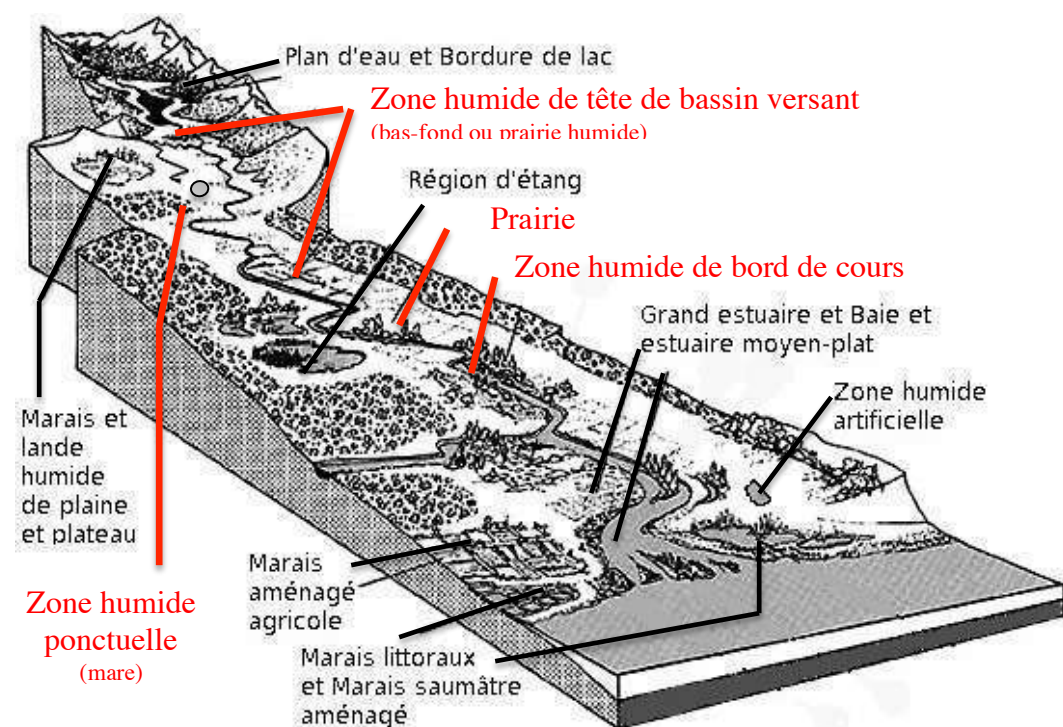 Plan d'eau et Bordure de lac
Zone humide de tête de bassin versant
(bas-fond ou prairie humide)
Région d'étang
Prairie
Zone humide de bord de cours
Grand estuaire et Baie et
estuaire moyen-plat
Zone humide
artificielle
Marais et
lande
humide
de plaine
et plateau
Marais
aménagé
agricole
Zone humide
ponctuelle
(mare)
Marais littoraux
et Marais saumâtre
aménagé